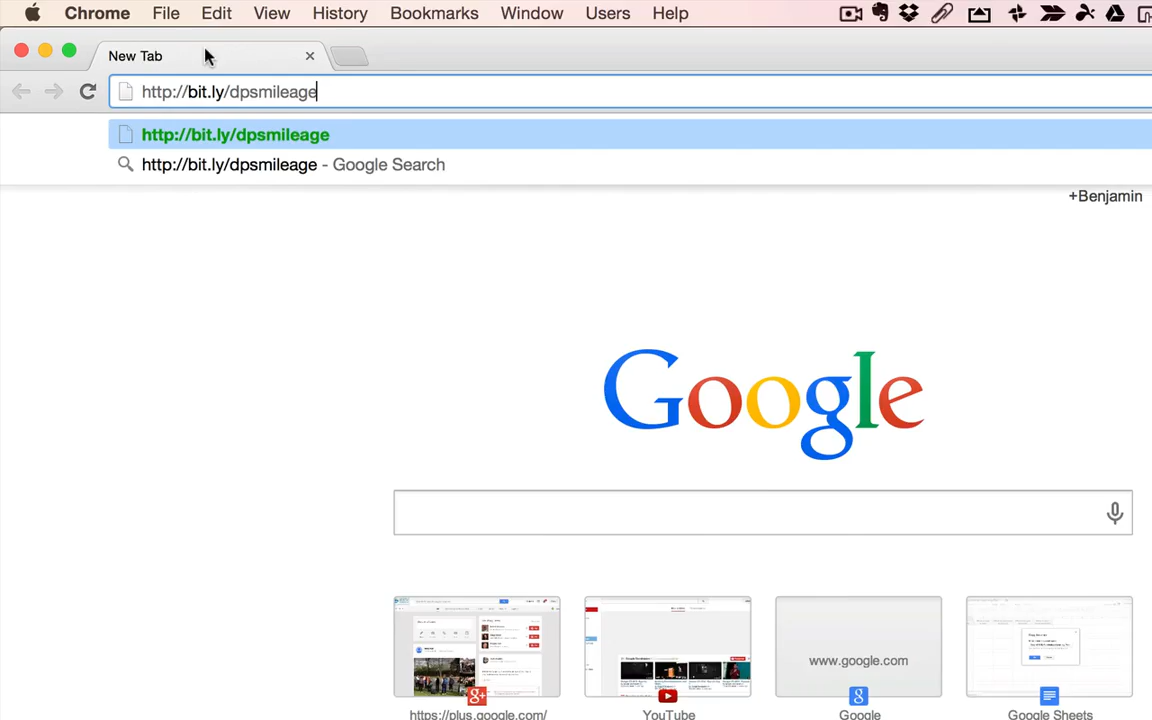 Chrome File Edit View History Bookmarks Window Users Help
New Tab
http://bit.ly/dpsmileage
http://bit.ly/dpsmileage
http://bit.ly/dpsmileage - Google Search
+Benjamin
Google
www.google.com
https://plus.google.com/ YouTube Google Google Sheets